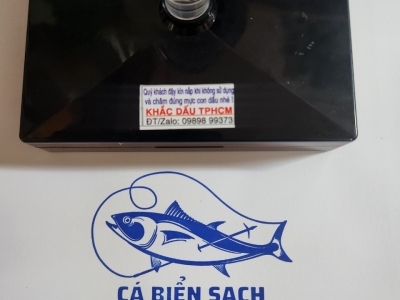 Quý khách đậy kín nắp khi không sử dụng
và châm đúng mực con dấu nhé !
KHẮC DẤU TPHCM
ĐT/Zalo: 09898 99373
CÁ BIỂN SẠCH